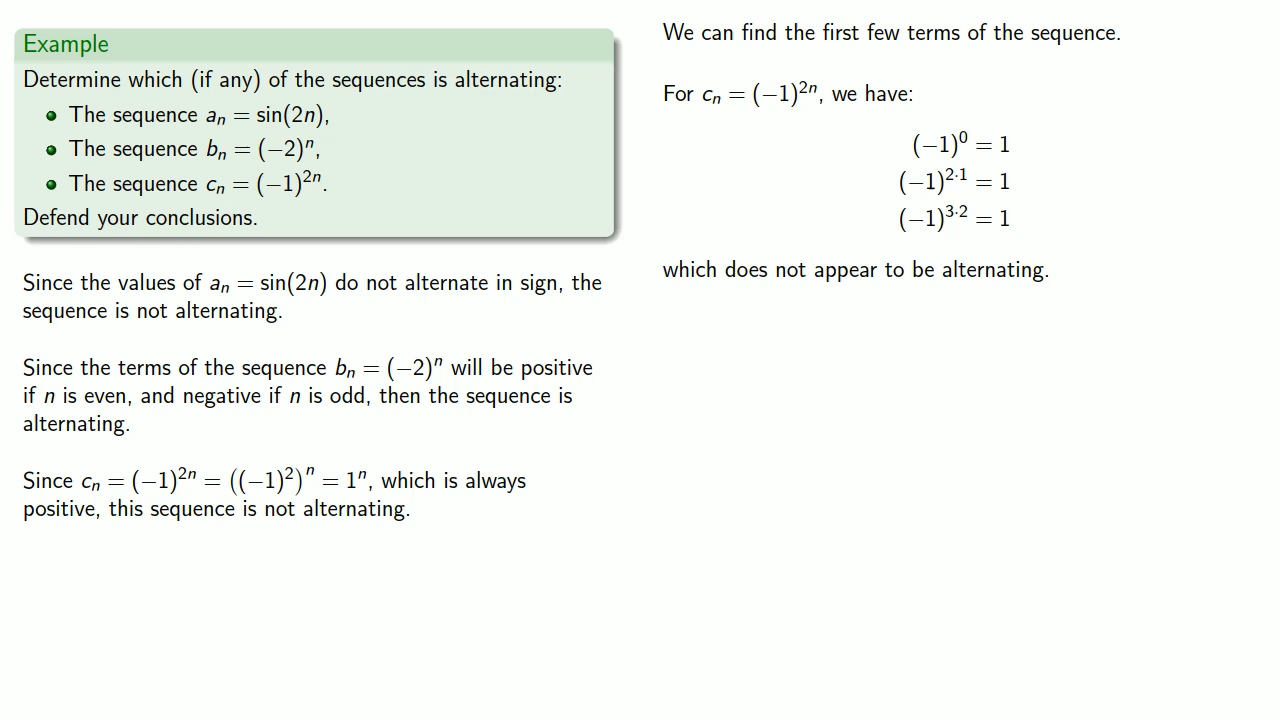 Example
Determine which (if any) of the sequences is alternating:
The sequence aₙ = sin(2n),
The sequence bₙ = (−2)ⁿ,
The sequence cₙ = (−1)²ⁿ.
Defend your conclusions.
Since the values of aₙ = sin(2n) do not alternate in sign, the
sequence is not alternating.
Since the terms of the sequence bₙ = (−2)ⁿ will be positive
if n is even, and negative if n is odd, then the sequence is
alternating.
Since cₙ = (−1)²ⁿ = ((−1)²)ⁿ = 1ⁿ, which is always
positive, this sequence is not alternating.
We can find the first few terms of the sequence.
For cₙ = (−1)²ⁿ, we have:
(−1)⁰ = 1
(−1)²·¹ = 1
(−1)³·² = 1
which does not appear to be alternating.